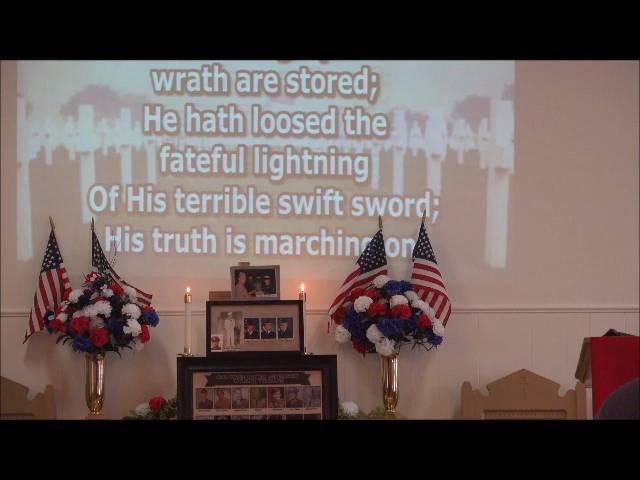 wrath are stored;
He hath loosed the
fateful lightning
Of His terrible swift sword;
His truth is marching on.